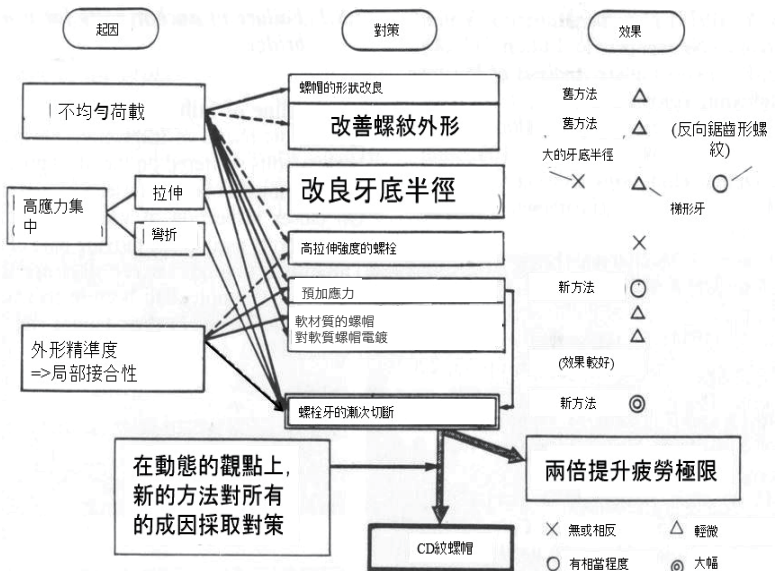 起因
對策
效果
不均勻荷載
高應力集
中
拉伸
彎折
外形精準度
=>局部接合性
螺帽的形狀改良
改善螺紋外形
改良牙底半徑
高拉伸強度的螺栓
預加應力
軟材質的螺帽
對軟質螺帽電鍍
螺栓牙的漸次切斷
舊方法 △
舊方法 △
(反向鋸齒形螺
紋)
大的牙底半徑
× △ ○
梯形牙
×
新方法 ○
△
△
(效果較好)
新方法 ◎
在動態的觀點上,
新的方法對所有
的成因採取對策
兩倍提升疲勞極限
CD紋螺帽
× 無或相反 △ 輕微
○ 有相當程度 ◎ 大幅